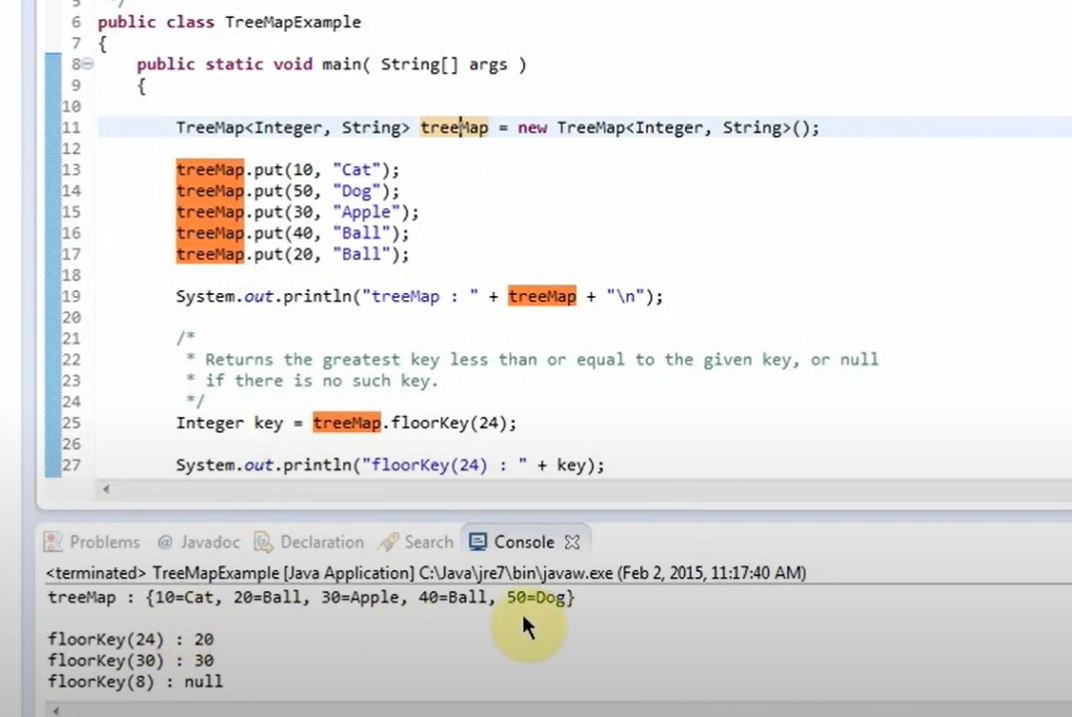 5 */
6 public class TreeMapExample
7 {
8 public static void main( String[] args )
9 {
10
11 TreeMap<Integer, String> treeMap = new TreeMap<Integer, String>();
12
13 treeMap.put(10, "Cat");
14 treeMap.put(50, "Dog");
15 treeMap.put(30, "Apple");
16 treeMap.put(40, "Ball");
17 treeMap.put(20, "Ball");
18
19 System.out.println("treeMap : " + treeMap + "\n");
20
21 /*
22 * Returns the greatest key less than or equal to the given key, or null
23 * if there is no such key.
24 */
25 Integer key = treeMap.floorKey(24);
26
27 System.out.println("floorKey(24) : " + key);
Problems @ Javadoc Declaration Search Console
<terminated> TreeMapExample [Java Application] C:\Java\jre7\bin\javaw.exe (Feb 2, 2015, 11:17:40 AM)
treeMap : {10=Cat, 20=Ball, 30=Apple, 40=Ball, 50=Dog}
floorKey(24) : 20
floorKey(30) : 30
floorKey(8) : null